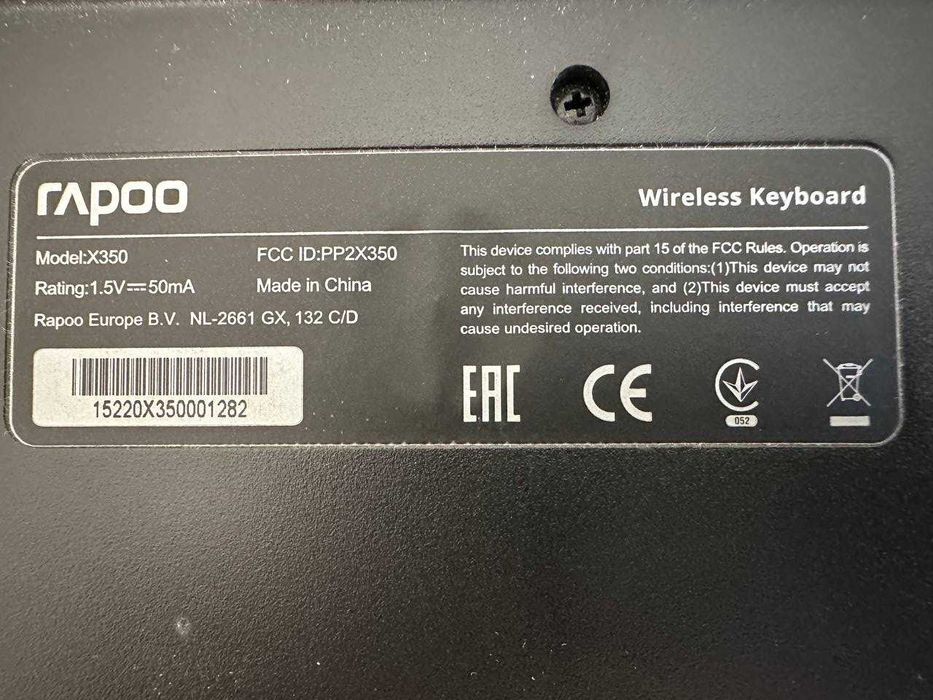 rapoo
Wireless Keyboard
Model:X350
FCC ID:PP2X350
Rating:1.5V⎓50mA
Made in China
Rapoo Europe B.V. NL-2661 GX, 132 C/D
15220X350001282
This device complies with part 15 of the FCC Rules. Operation is
subject to the following two conditions:(1)This device may not
cause harmful interference, and (2)This device must accept
any interference received, including interference that may
cause undesired operation.
EAC
CE
052